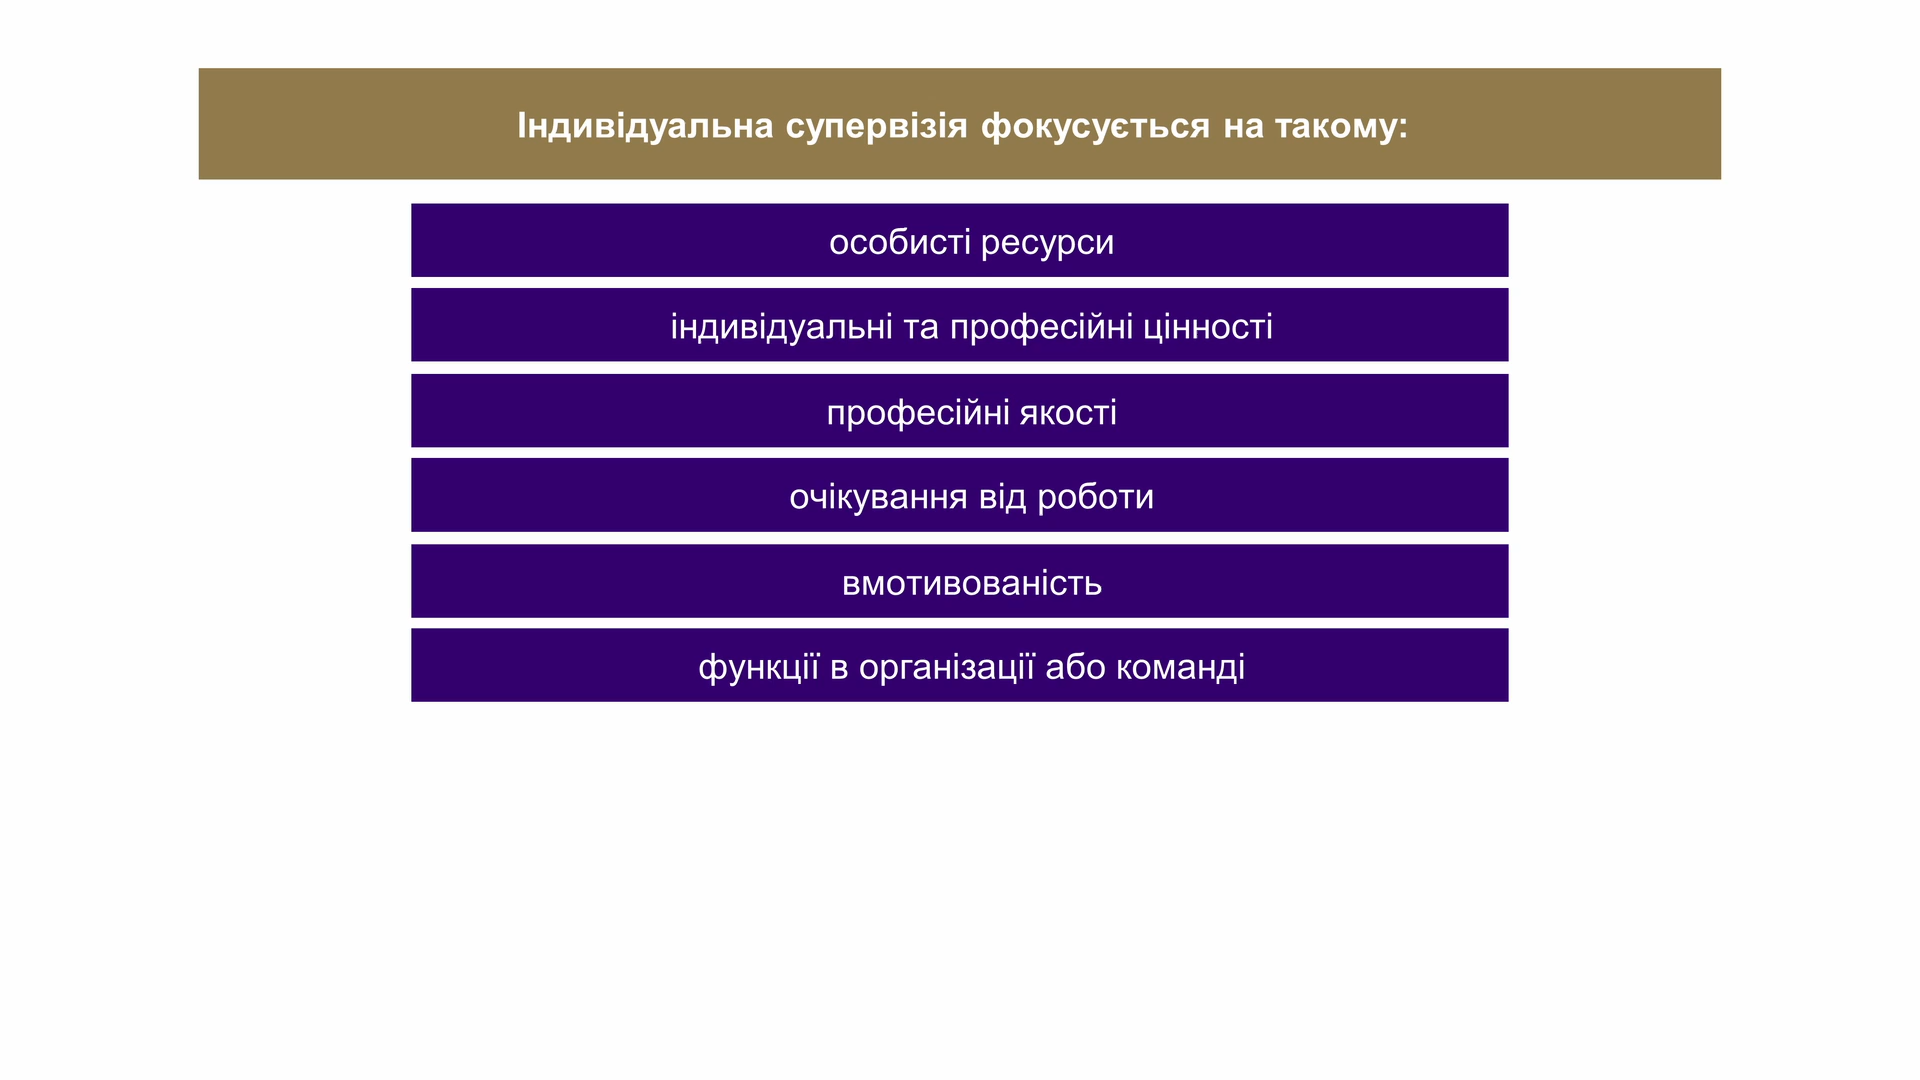 Індивідуальна супервізія фокусується на такому:
особисті ресурси
індивідуальні та професійні цінності
професійні якості
очікування від роботи
вмотивованість
функції в організації або команді